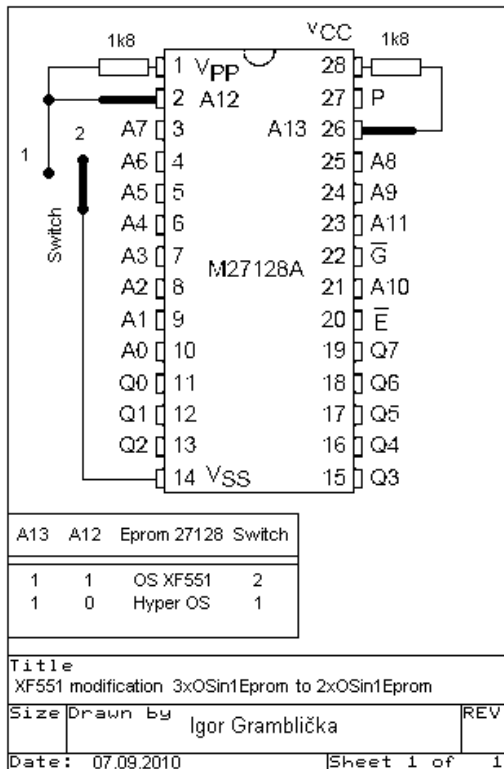 VCC
1k8 1k8
1 VPP 28
2 A12 27 P
A7 3 A13 26
2
1
A6 4 25 A8
A5 5 24 A9
Switch
A4 6 23 A11
A3 7 22 G
M27128A
A2 8 21 A10
A1 9 20 E
A0 10 19 Q7
Q0 11 18 Q6
Q1 12 17 Q5
Q2 13 16 Q4
14 VSS 15 Q3
A13 A12 Eprom 27128 Switch
1 1 OS XF551 2
1 0 Hyper OS 1
Title
XF551 modification 3xOSin1Eprom to 2xOSin1Eprom
Size Drawn by REV
Igor Gramblička
Date: 07.09.2010 Sheet 1 of 1